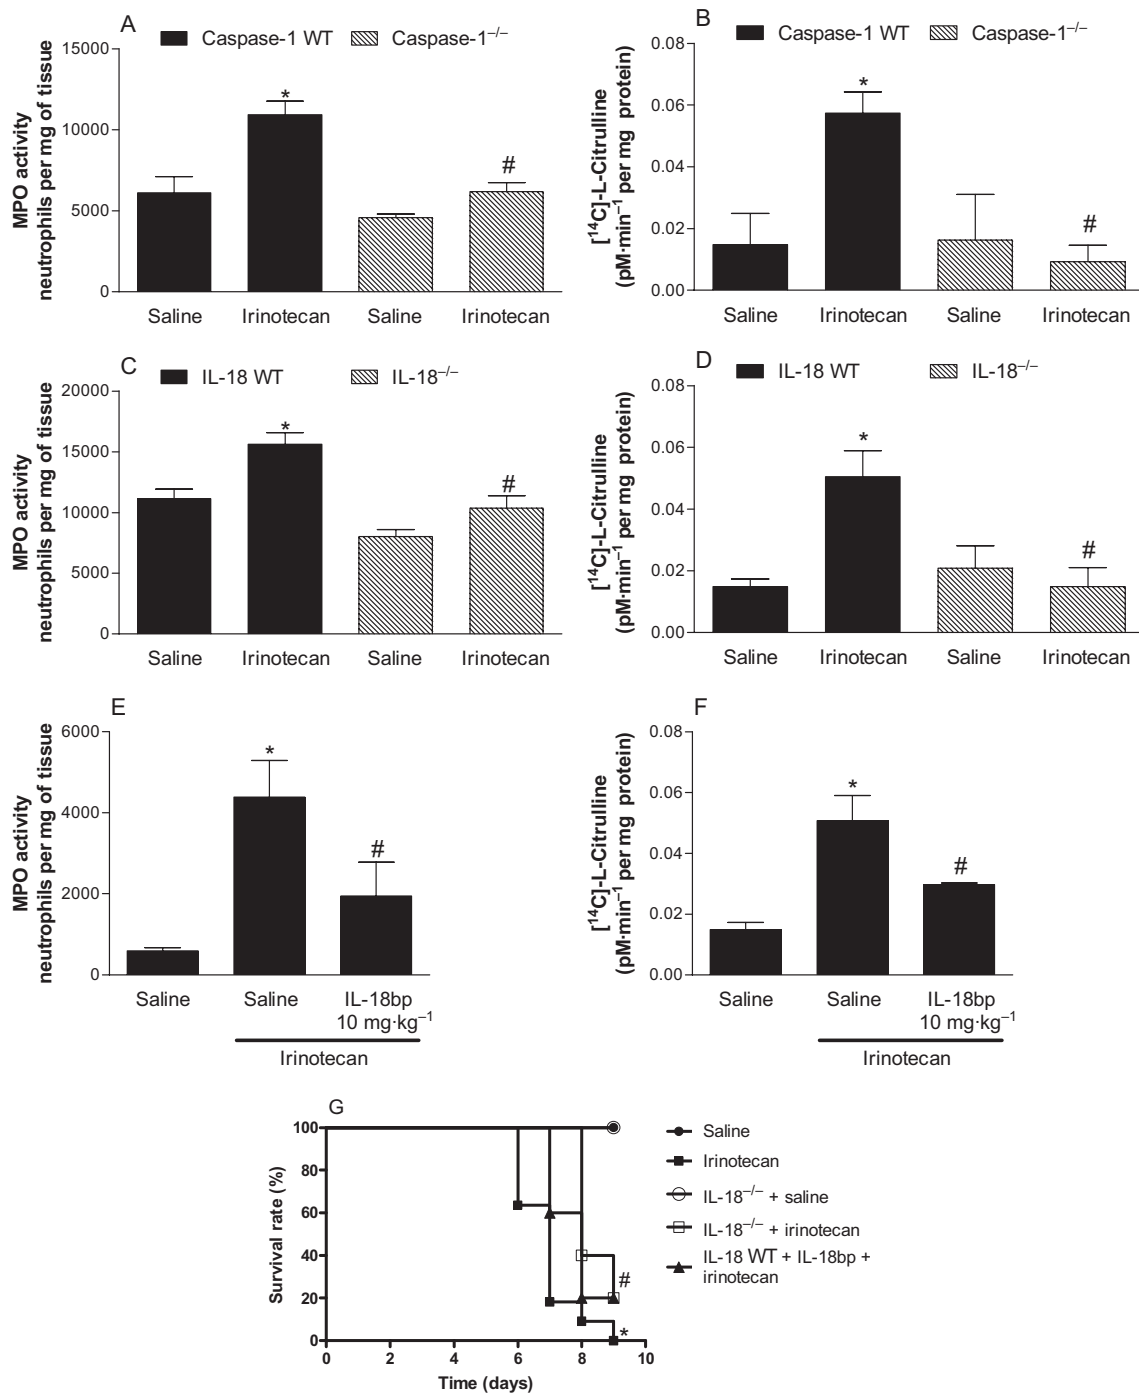 A
Caspase-1 WT Caspase-1−/−
MPO activity
neutrophils per mg of tissue
15000
10000
5000
0
*
#
Saline Irinotecan Saline Irinotecan
B
Caspase-1 WT Caspase-1−/−
[14C]-L-Citrulline
(pM·min−1 per mg protein)
0.08
0.06
0.04
0.02
0.00
*
#
Saline Irinotecan Saline Irinotecan
C
IL-18 WT IL-18−/−
MPO activity
neutrophils per mg of tissue
20000
15000
10000
5000
0
*
#
Saline Irinotecan Saline Irinotecan
D
IL-18 WT IL-18−/−
[14C]-L-Citrulline
(pM·min−1 per mg protein)
0.08
0.06
0.04
0.02
0.00
*
#
Saline Irinotecan Saline Irinotecan
E
MPO activity
neutrophils per mg of tissue
6000
4000
2000
0
*
#
Saline Saline IL-18bp
10 mg·kg−1
Irinotecan
F
[14C]-L-Citrulline
(pM·min−1 per mg protein)
0.08
0.06
0.04
0.02
0.00
*
#
Saline Saline IL-18bp
10 mg·kg−1
Irinotecan
G
Survival rate (%)
100
80
60
40
20
0
#
*
0 2 4 6 8 10
Time (days)
Saline
Irinotecan
IL-18−/− + saline
IL-18−/− + irinotecan
IL-18 WT + IL-18bp +
irinotecan